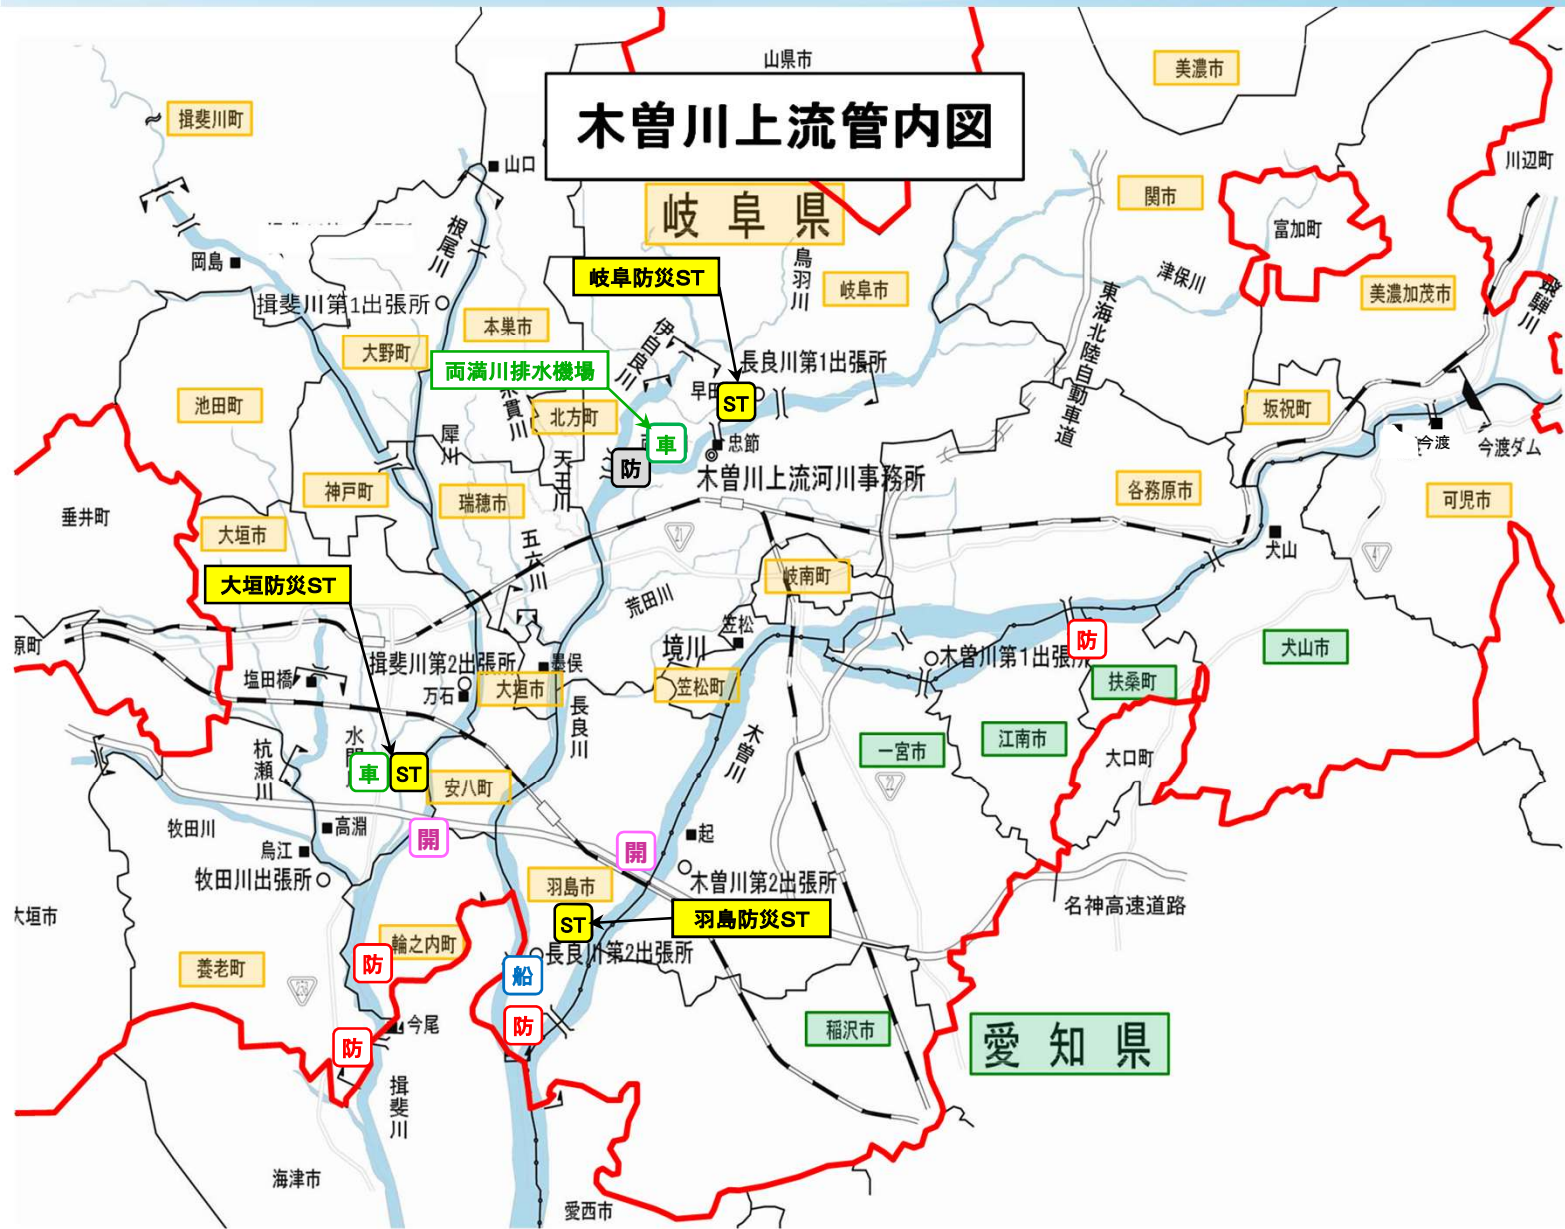 木曽川上流管内図
山県市
美濃市
揖斐川町
山口
川辺町
関市
岐阜県
富加町
根尾川
岡島
鳥羽川
津保川
岐阜防災ST
岐阜市
美濃加茂市
飛騨川
揖斐川第1出張所
本巣市
東海北陸自動車道
大野町
伊自良川
長良川第1出張所
両満川排水機場
早田
ST
池田町
北方町
坂祝町
犀川
車
忠節
今渡
今渡ダム
天王川
防
木曽川上流河川事務所
神戸町
瑞穂市
各務原市
可児市
垂井町
大垣市
21
五六川
犬山
41
大垣防災ST
岐南町
荒田川
笠松
原町
境川
揖斐川第2出張所
墨俣
木曽川第1出張所
防
犬山市
塩田橋
万石
大垣市
笠松町
扶桑町
長良川
杭瀬川
木曽川
一宮市
江南市
大口町
車
ST
安八町
22
牧田川
高淵
開
開
起
烏江
牧田川出張所
羽島市
木曽川第2出張所
名神高速道路
大垣市
ST
羽島防災ST
輪之内町
長良川第2出張所
養老町
防
船
今尾
防
稲沢市
愛知県
防
揖斐川
海津市
愛西市